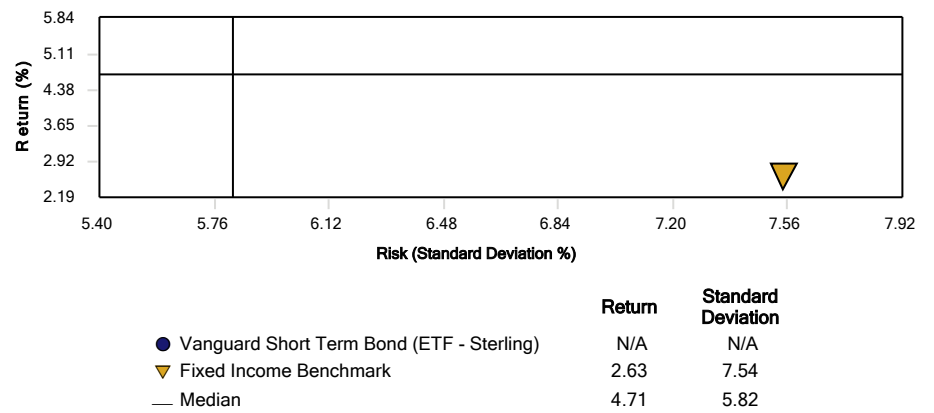 5.84
5.11
4.38
3.65
2.92
2.19
Return (%)
5.40 5.76 6.12 6.48 6.84 7.20 7.56 7.92
Risk (Standard Deviation %)
Return Standard Deviation
Vanguard Short Term Bond (ETF - Sterling) N/A N/A
Fixed Income Benchmark 2.63 7.54
Median 4.71 5.82